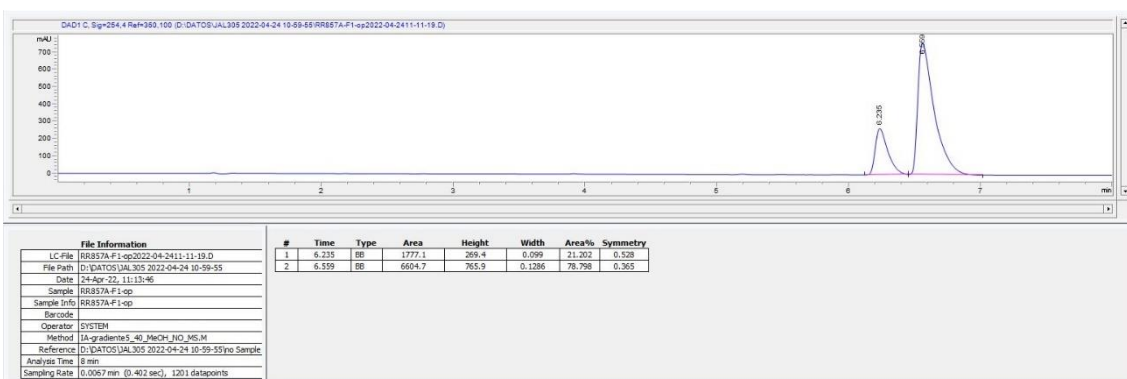 DAD1 C, Sig=254,4 Ref=360,100 (D:\DATOS\JAL305 2022-04-24 10-59-55\RR857A-F1-op2022-04-2411-11-19.D)
mAU
700
600
500
400
300
200
100
0
6.235
6.559
1 2 3 4 5 6 7 min
File Information
LC-File RR857A-F1-op2022-04-2411-11-19.D
File Path D:\DATOS\JAL305 2022-04-24 10-59-55
Date 24-Apr-22, 11:13:46
Sample RR857A-F1-op
Sample Info RR857A-F1-op
Barcode
Operator SYSTEM
Method IA-gradiente5_40_MeOH_NO_MS.M
Reference D:\DATOS\JAL305 2022-04-24 10-59-55\no Sample
Analysis Time 8 min
Sampling Rate 0.0067 min (0.402 sec), 1201 datapoints
# Time Type Area Height Width Area% Symmetry
1 6.235 BB 1777.1 269.4 0.099 21.202 0.528
2 6.559 BB 6604.7 765.9 0.1286 78.798 0.365